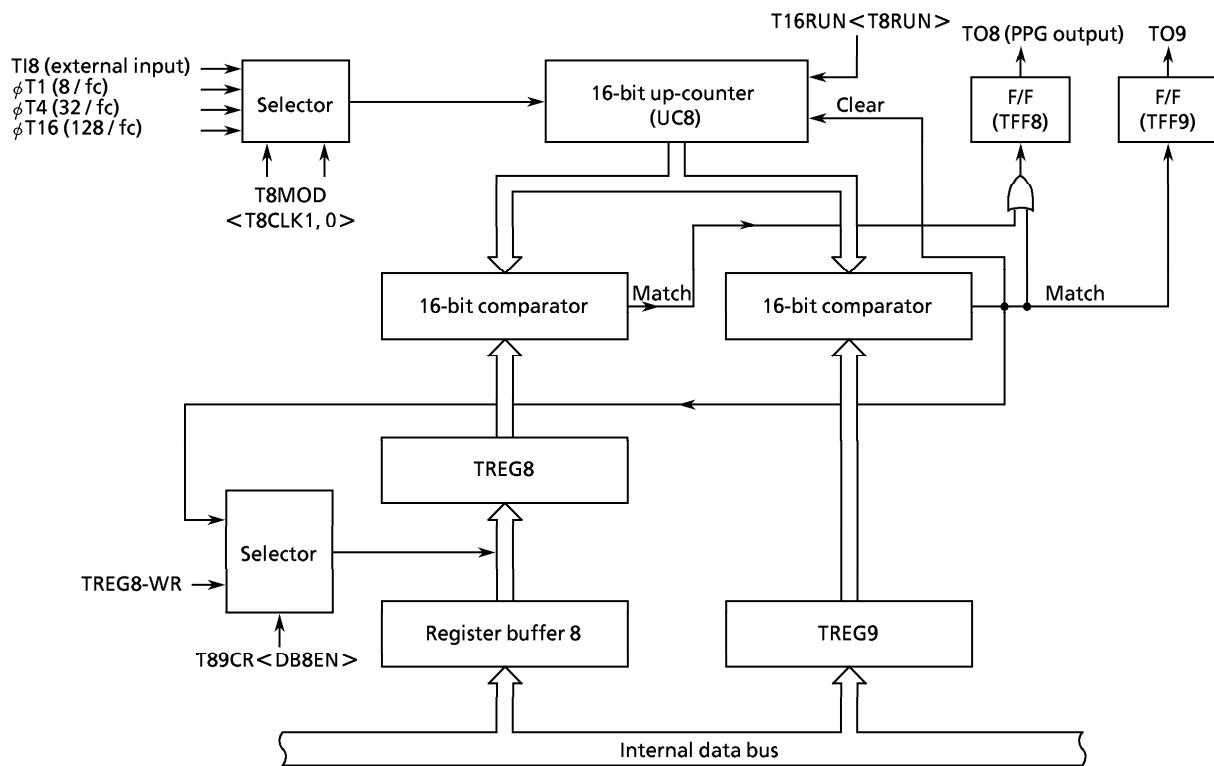 T16RUN<T8RUN>
TO8 (PPG output)
TO9
TI8 (external input)
φT1 (8 / fc)
φT4 (32 / fc)
φT16 (128 / fc)
Selector
16-bit up-counter
(UC8)
Clear
F/F
(TFF8)
F/F
(TFF9)
T8MOD
<T8CLK1, 0>
16-bit comparator
Match
16-bit comparator
Match
TREG8
Selector
TREG8-WR
T89CR<DB8EN>
Register buffer 8
TREG9
Internal data bus